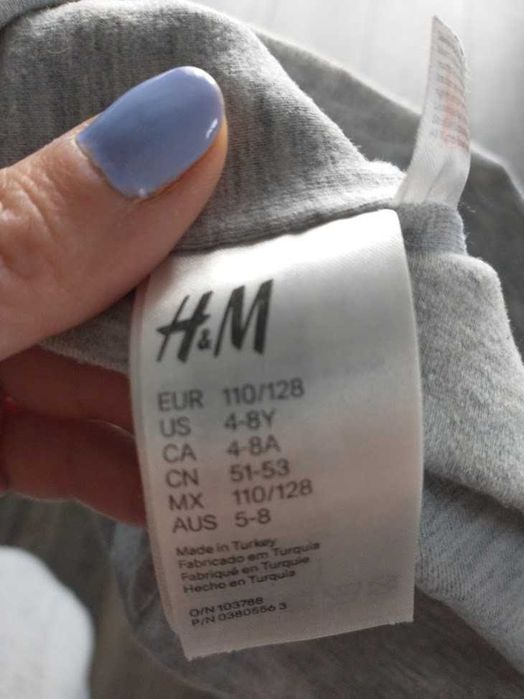 H&M
EUR 110/128
US 4-8Y
CA 4-8A
CN 51-53
MX 110/128
AUS 5-8
Made in Turkey
Fabricado em Turquia
Fabriqué en Turquie
Hecho en Turquia
O/N 103788
P/N 0380556 3